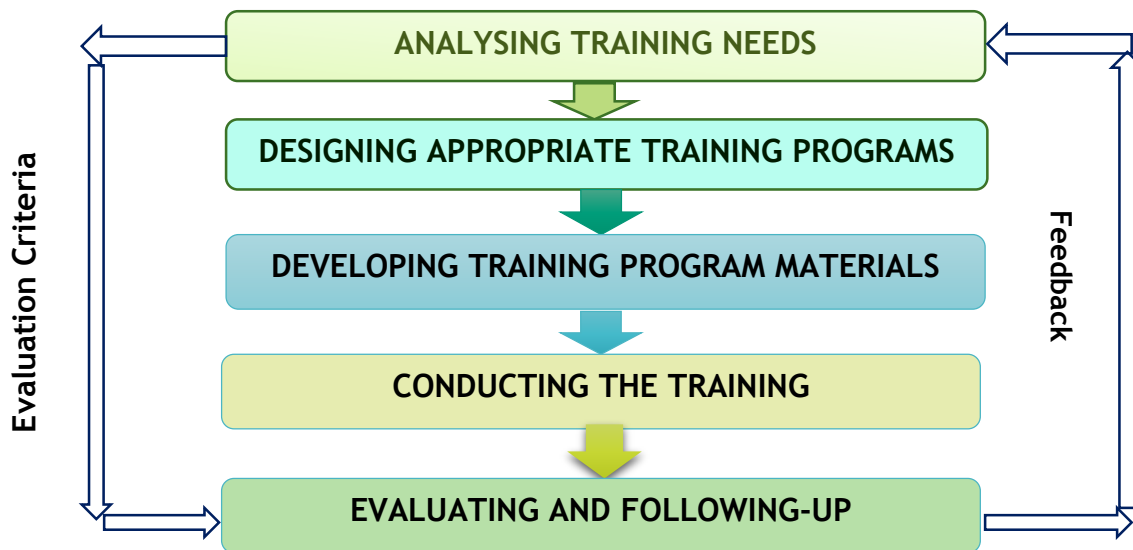 ANALYSING TRAINING NEEDS
DESIGNING APPROPRIATE TRAINING PROGRAMS
DEVELOPING TRAINING PROGRAM MATERIALS
CONDUCTING THE TRAINING
EVALUATING AND FOLLOWING-UP
Evaluation Criteria
Feedback